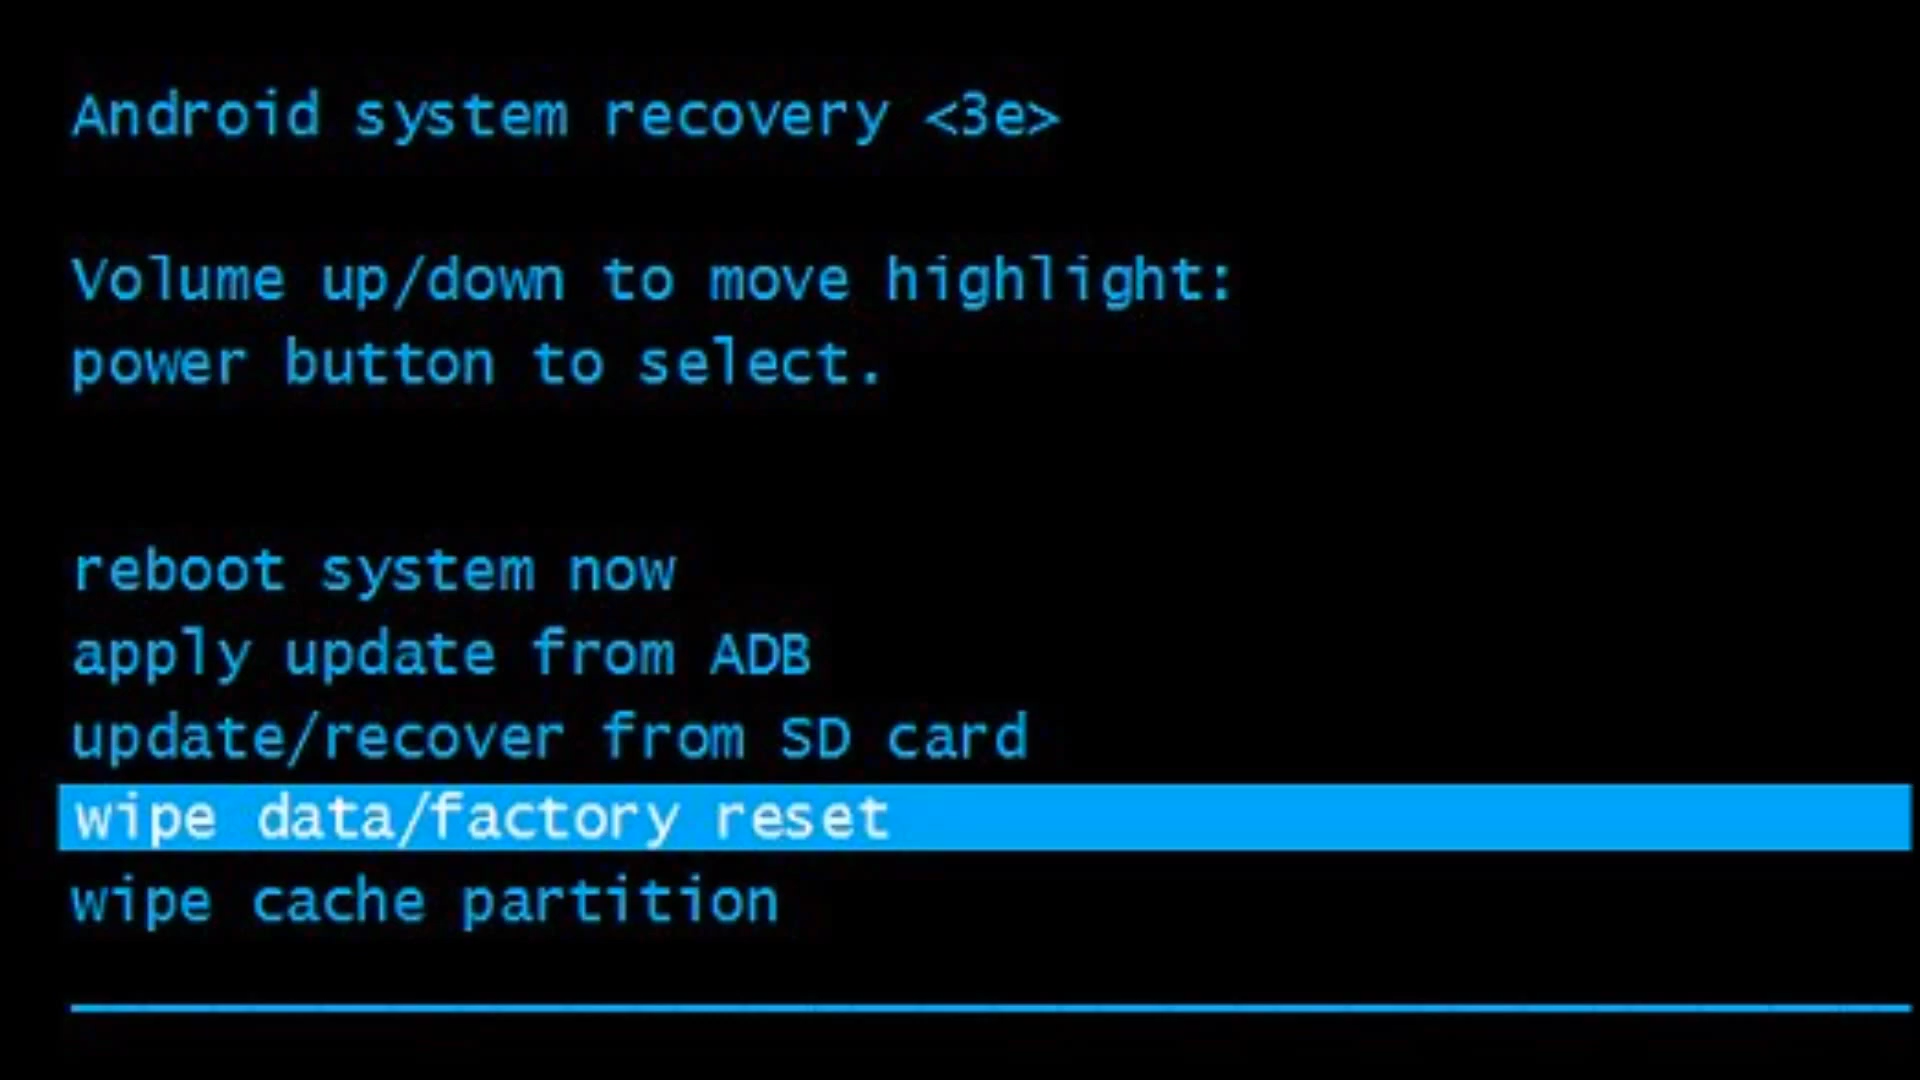 Android system recovery <3e>
Volume up/down to move highlight:
power button to select.
reboot system now
apply update from ADB
update/recover from SD card
wipe data/factory reset
wipe cache partition